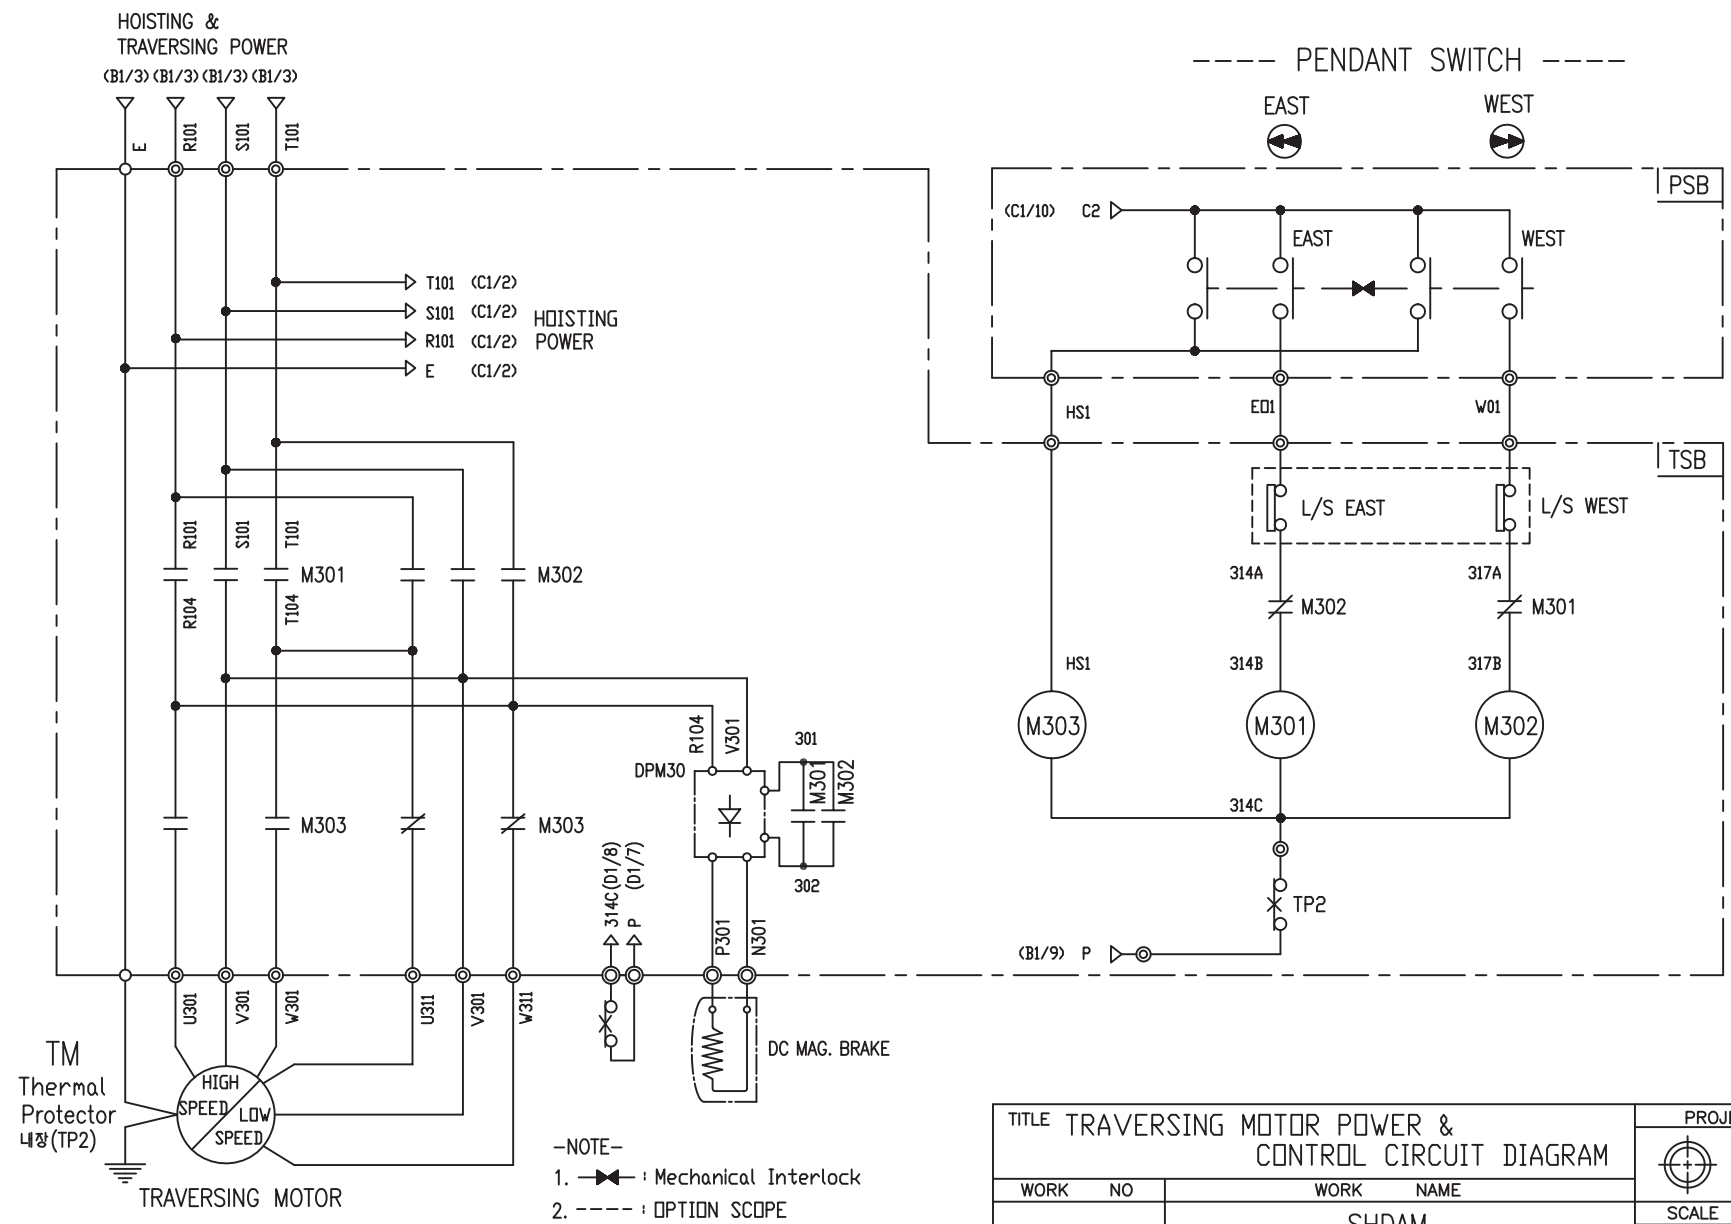 HOISTING &
TRAVERSING POWER
(B1/3) (B1/3) (B1/3) (B1/3)
E R101 S101 T101
T101 (C1/2)
S101 (C1/2)
R101 (C1/2)
E (C1/2)
HOISTING
POWER
R101 S101 T101
M301 M302
R104 T104
R104 V301
DPM30
301
M301 M302
302
M303 M303
314C(D1/8)
P (D1/7)
P301 N301
U301 V301 W301 U311 V301 W311
DC MAG. BRAKE
TM
Thermal
Protector
내장(TP2)
HIGH
SPEED
LOW
SPEED
TRAVERSING MOTOR
-NOTE-
1. : Mechanical Interlock
2. ----- : OPTION SCOPE
---- PENDANT SWITCH ----
EAST WEST
PSB
(C1/10) C2
EAST WEST
HS1 E01 W01
TSB
L/S EAST L/S WEST
314A 317A
M302 M301
HS1 314B 317B
M303 M301 M302
314C
TP2
(B1/9) P
TITLE TRAVERSING MOTOR POWER &
CONTROL CIRCUIT DIAGRAM
WORK NO WORK NAME
SCALE